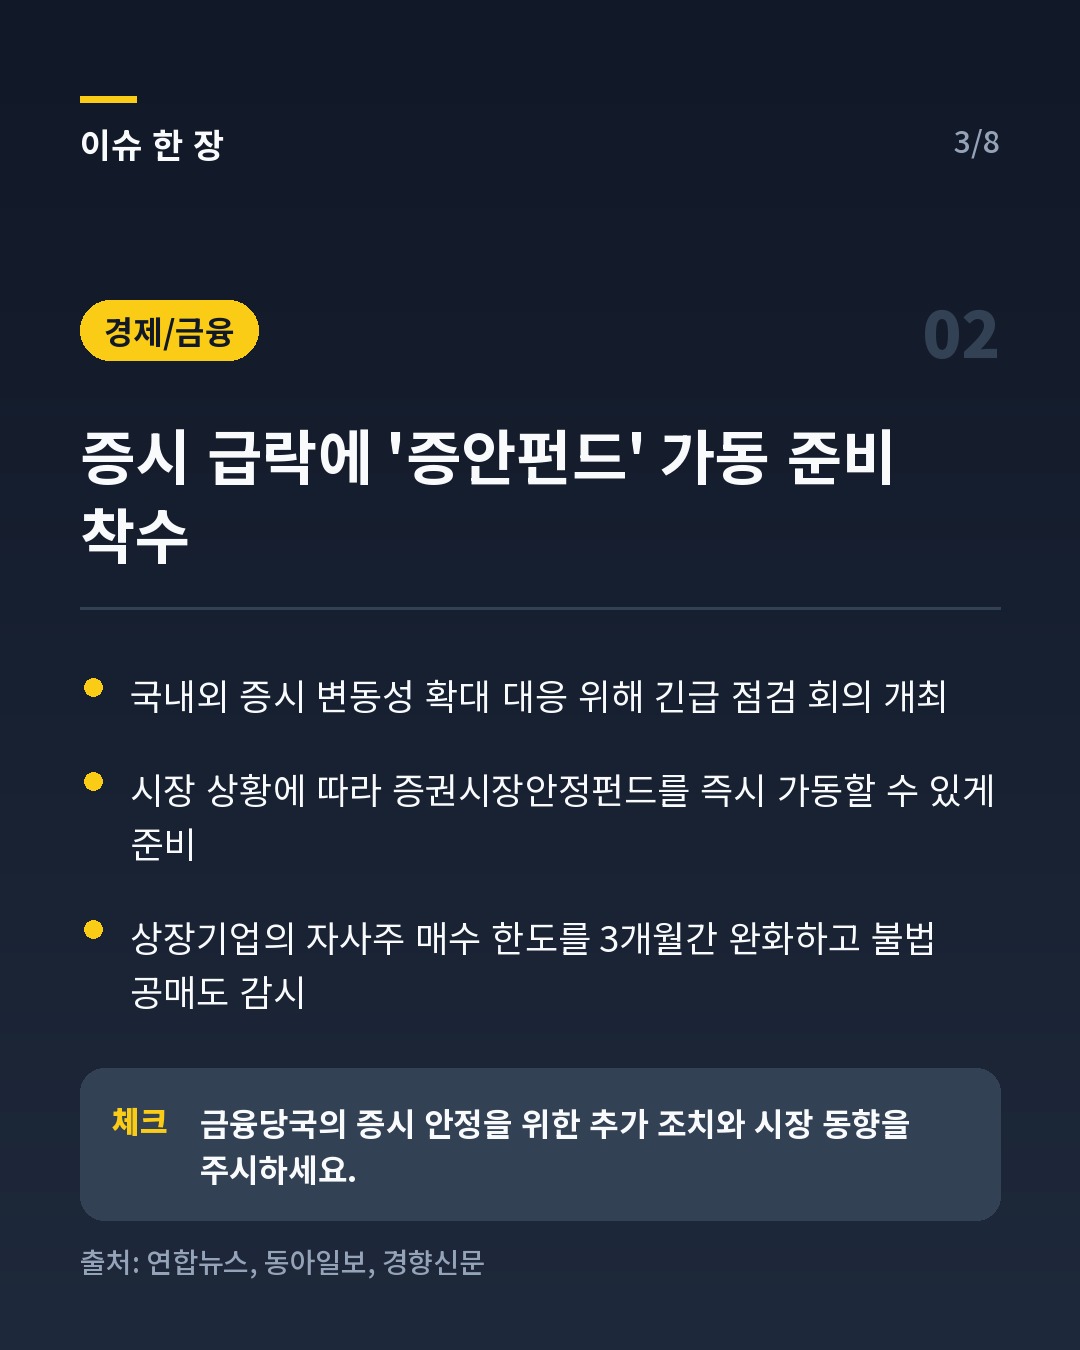 이슈 한 장
3/8
경제/금융
02
증시 급락에 '증안펀드' 가동 준비
착수
국내외 증시 변동성 확대 대응 위해 긴급 점검 회의 개최
시장 상황에 따라 증권시장안정펀드를 즉시 가동할 수 있게
준비
상장기업의 자사주 매수 한도를 3개월간 완화하고 불법
공매도 감시
체크 금융당국의 증시 안정을 위한 추가 조치와 시장 동향을
주시하세요.
출처: 연합뉴스, 동아일보, 경향신문